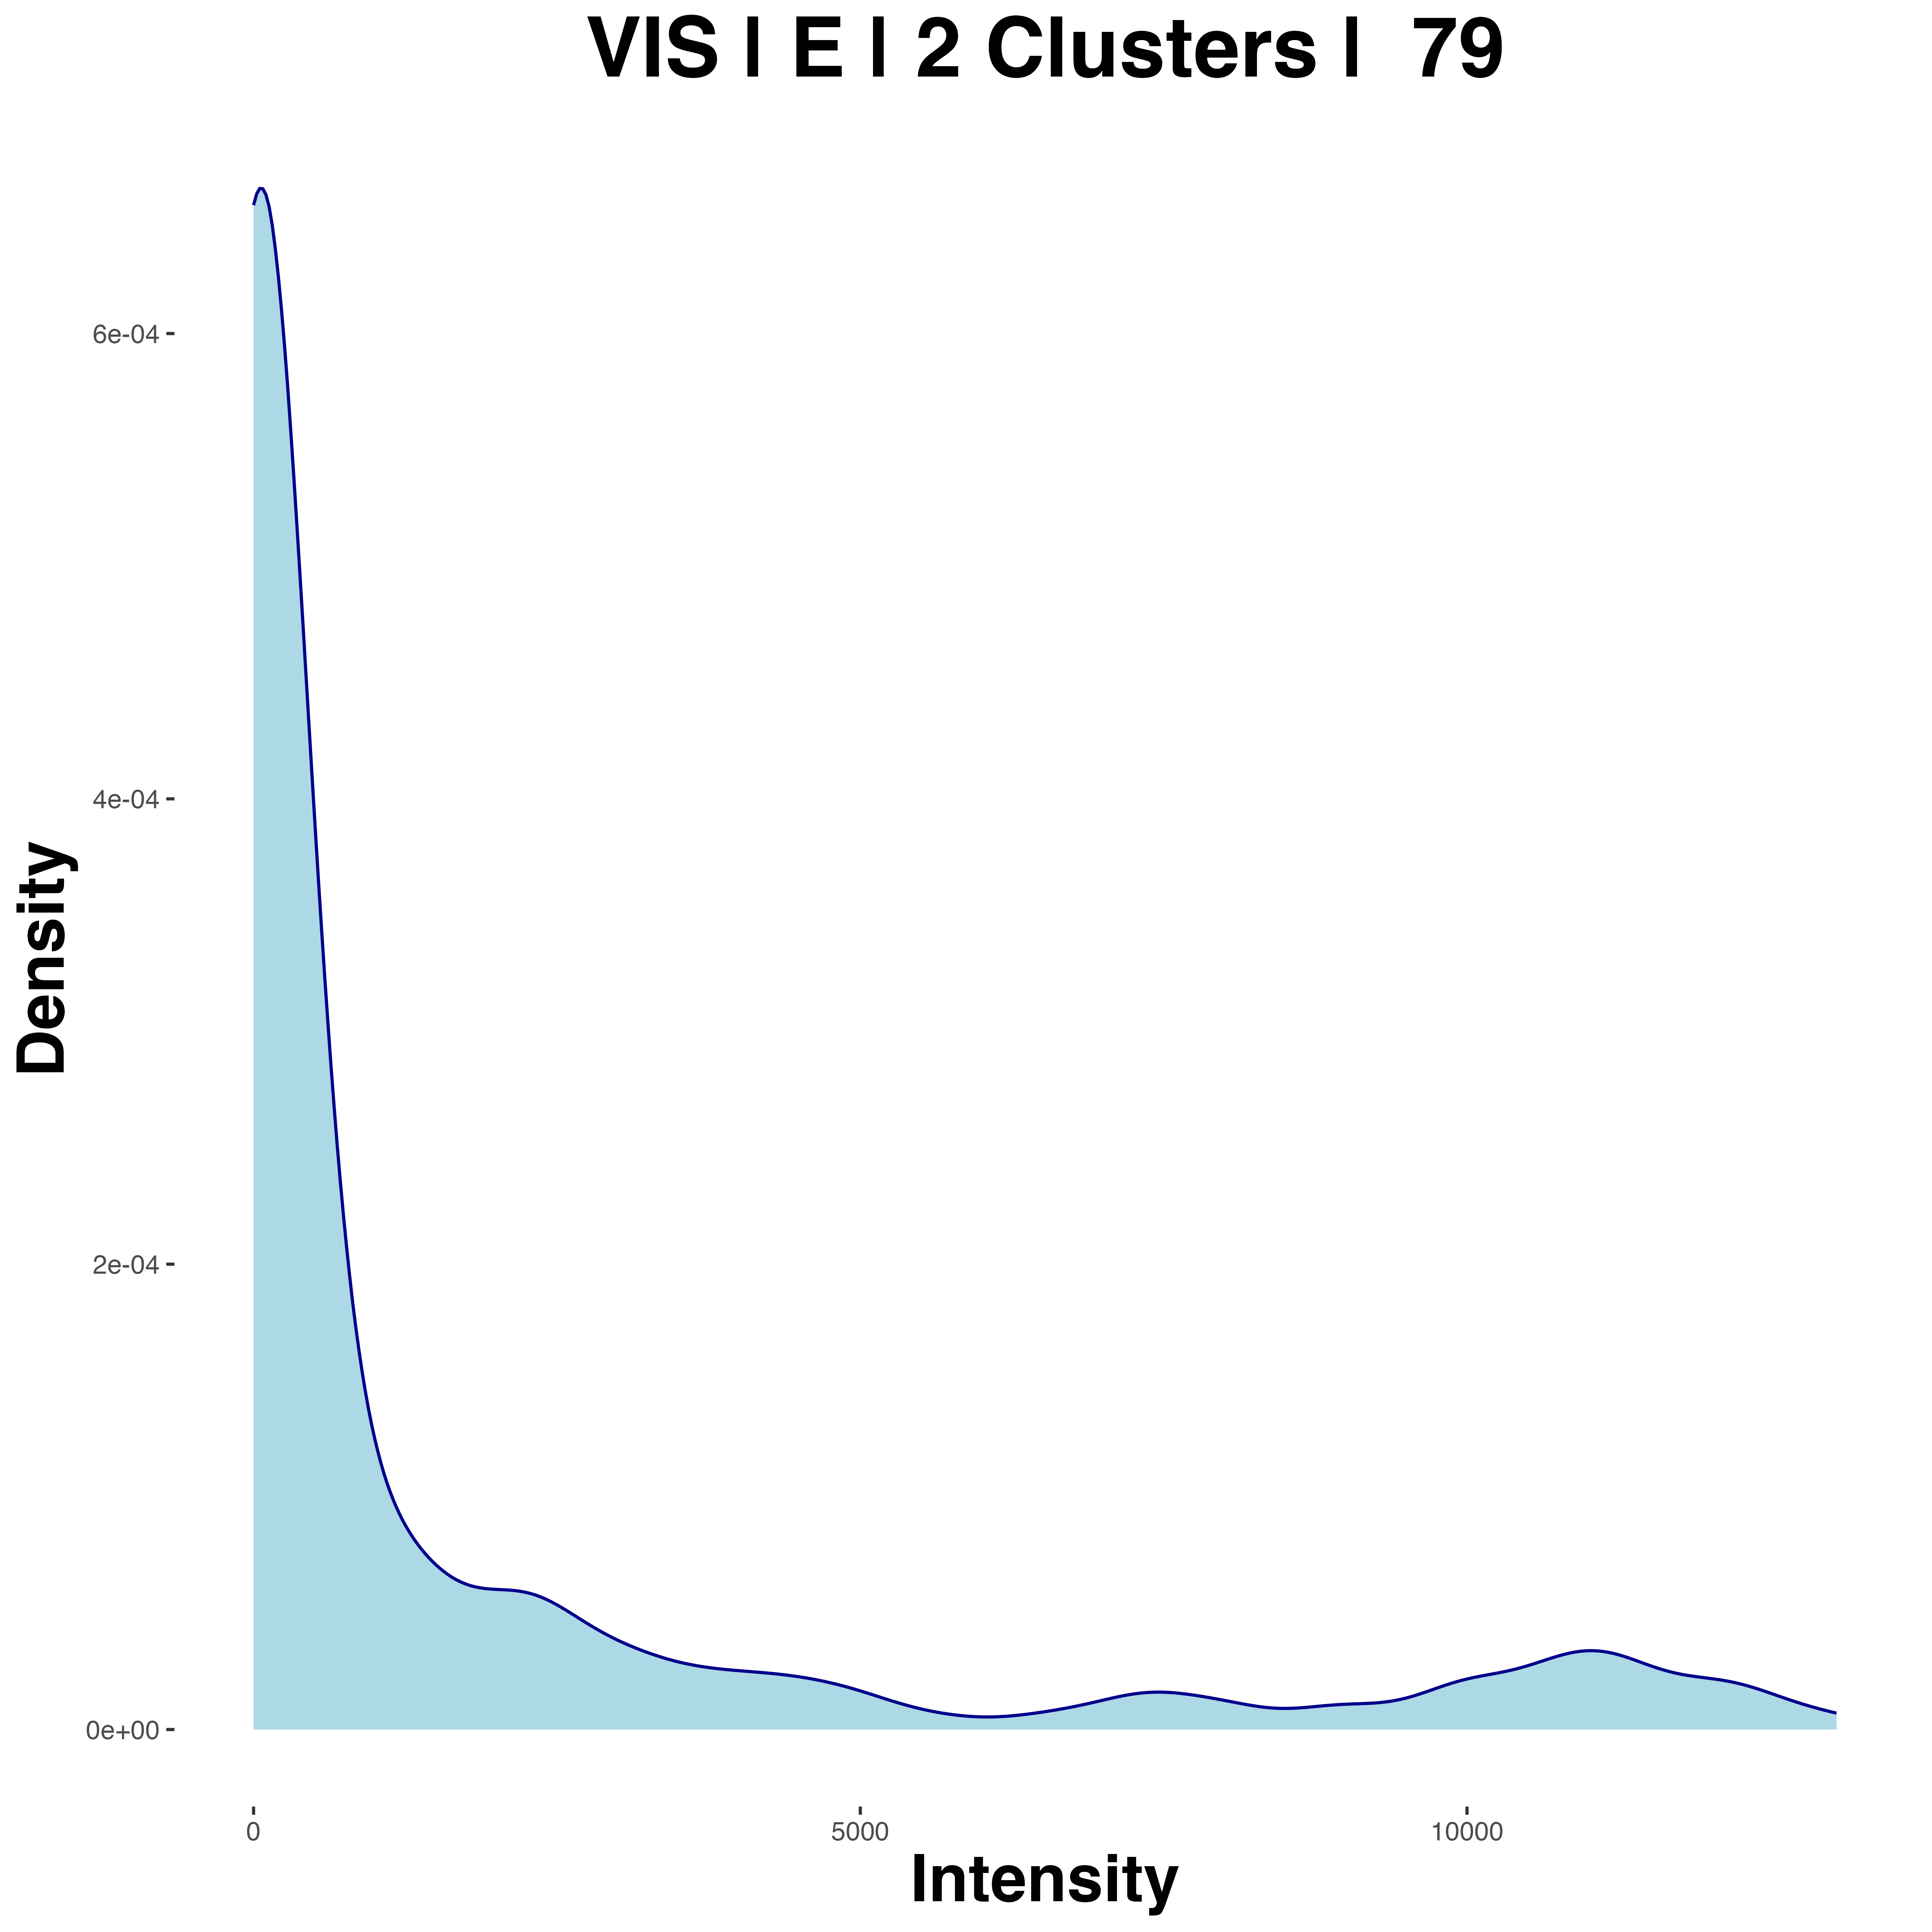 VIS | E | 2 Clusters | 79
6e-04
4e-04
2e-04
0e+00
Density
0 5000 10000
Intensity